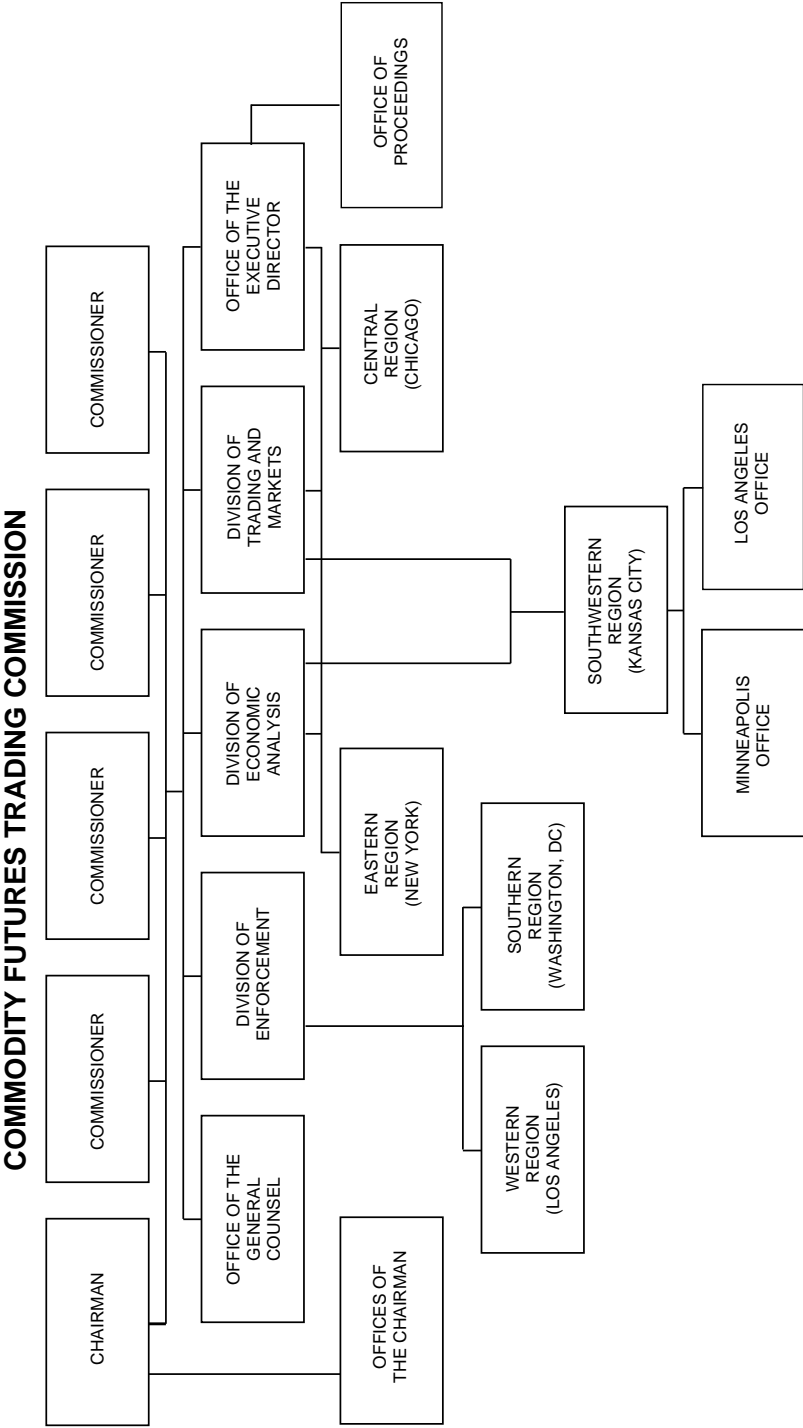 COMMODITY FUTURES TRADING COMMISSION
CHAIRMAN
COMMISSIONER
COMMISSIONER
COMMISSIONER
COMMISSIONER
OFFICE OF THE
GENERAL
COUNSEL
DIVISION OF
ENFORCEMENT
DIVISION OF
ECONOMIC
ANALYSIS
DIVISION OF
TRADING AND
MARKETS
OFFICE OF THE
EXECUTIVE
DIRECTOR
OFFICES OF
THE CHAIRMAN
EASTERN
REGION
(NEW YORK)
CENTRAL
REGION
(CHICAGO)
OFFICE OF
PROCEEDINGS
WESTERN
REGION
(LOS ANGELES)
SOUTHERN
REGION
(WASHINGTON, DC)
SOUTHWESTERN
REGION
(KANSAS CITY)
MINNEAPOLIS
OFFICE
LOS ANGELES
OFFICE